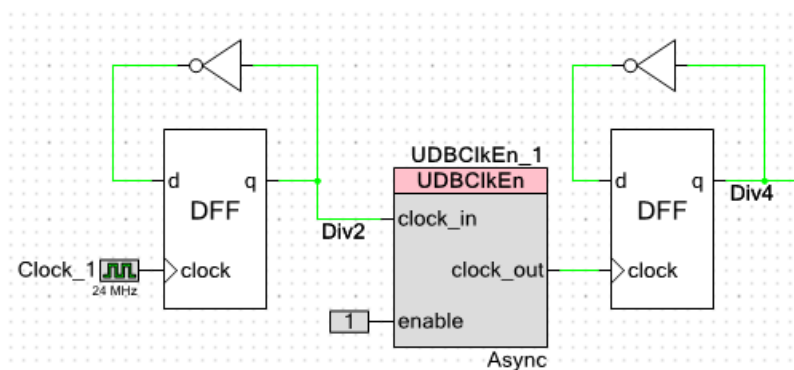 UDBClkEn_1
UDBClkEn
d
q
DFF
clock
Clock_1
24 MHz
Div2
clock_in
clock_out
1
enable
Async
d
q
DFF
clock
Div4